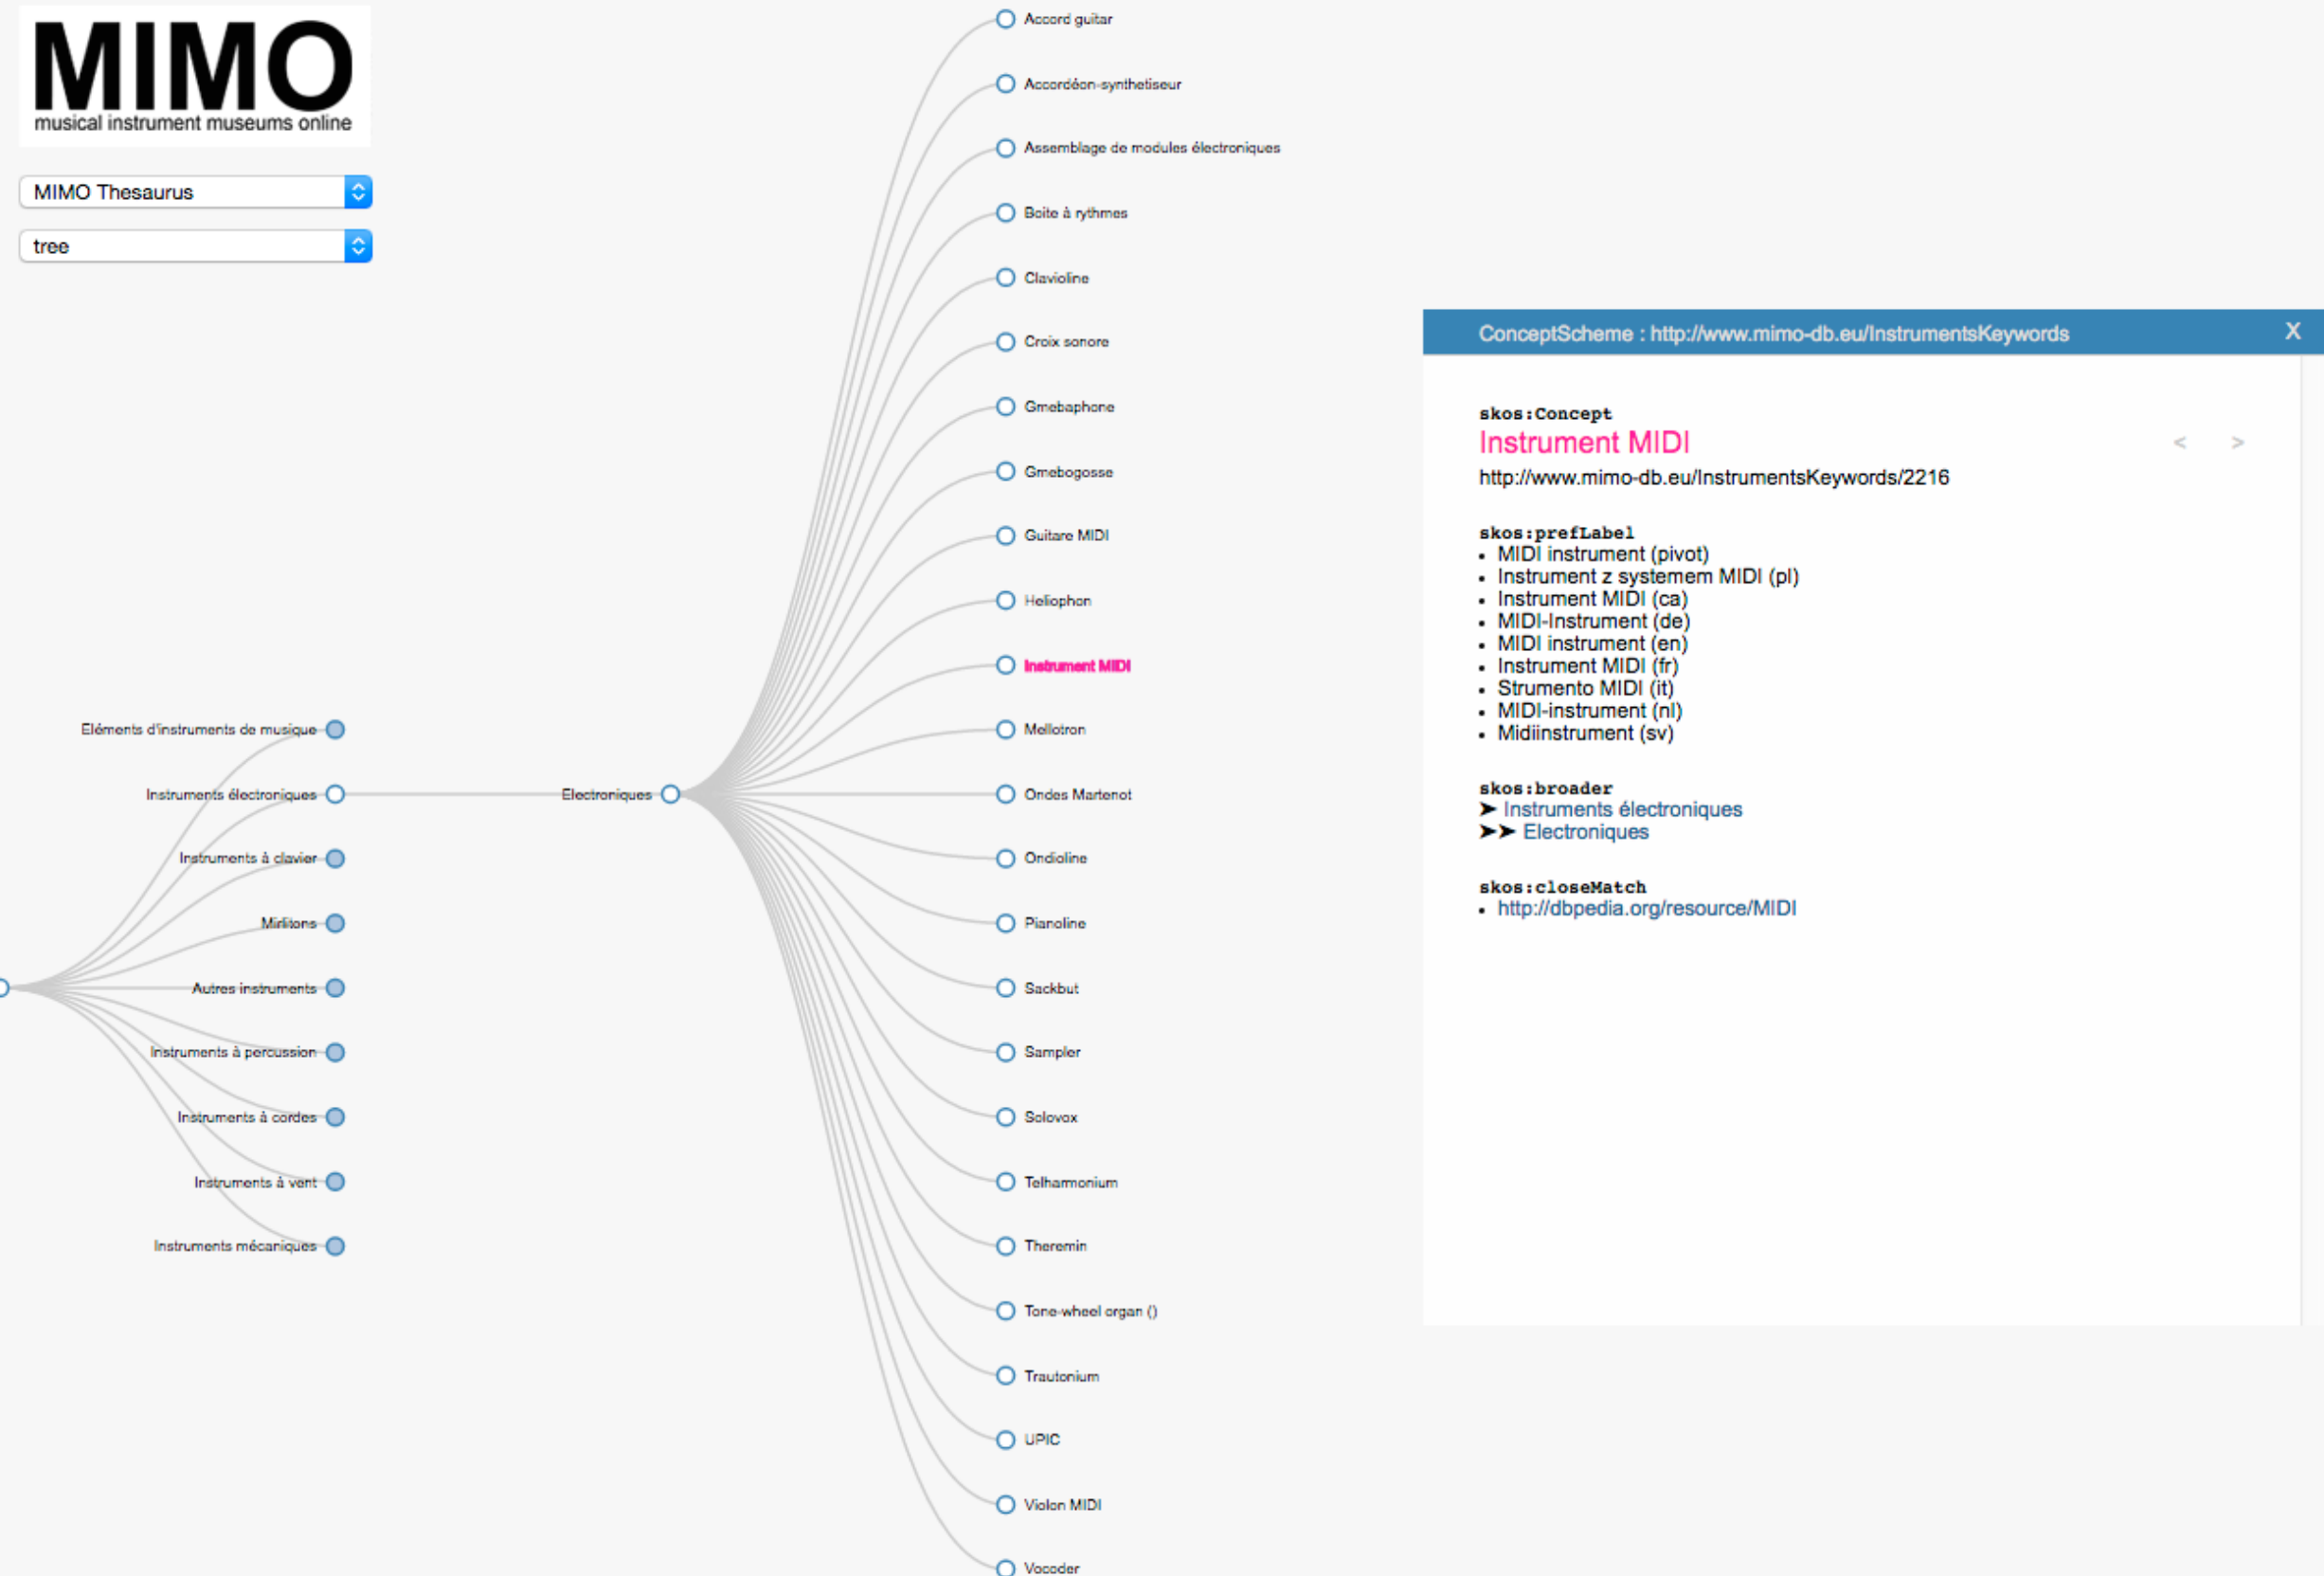 MIMO
musical instrument museums online
MIMO Thesaurus
tree
Eléments d'instruments de musique
Instruments électroniques
Instruments à clavier
Mirlitons
Autres instruments
Instruments à percussion
Instruments à cordes
Instruments à vent
Instruments mécaniques
Electroniques
Accord guitar
Accordéon-synthetiseur
Assemblage de modules électroniques
Boite à rythmes
Clavioline
Croix sonore
Gmebaphone
Gmebogosse
Guitare MIDI
Heliophon
Instrument MIDI
Mellotron
Ondes Martenot
Ondioline
Pianoline
Sackbut
Sampler
Solovox
Telharmonium
Theremin
Tone-wheel organ ()
Trautonium
UPIC
Violon MIDI
Vocoder
ConceptScheme : http://www.mimo-db.eu/InstrumentsKeywords X
skos:Concept
Instrument MIDI < >
http://www.mimo-db.eu/InstrumentsKeywords/2216
skos:prefLabel
• MIDI instrument (pivot)
• Instrument z systemem MIDI (pl)
• Instrument MIDI (ca)
• MIDI-Instrument (de)
• MIDI instrument (en)
• Instrument MIDI (fr)
• Strumento MIDI (it)
• MIDI-instrument (nl)
• Midiinstrument (sv)
skos:broader
➤ Instruments électroniques
➤➤ Electroniques
skos:closeMatch
• http://dbpedia.org/resource/MIDI